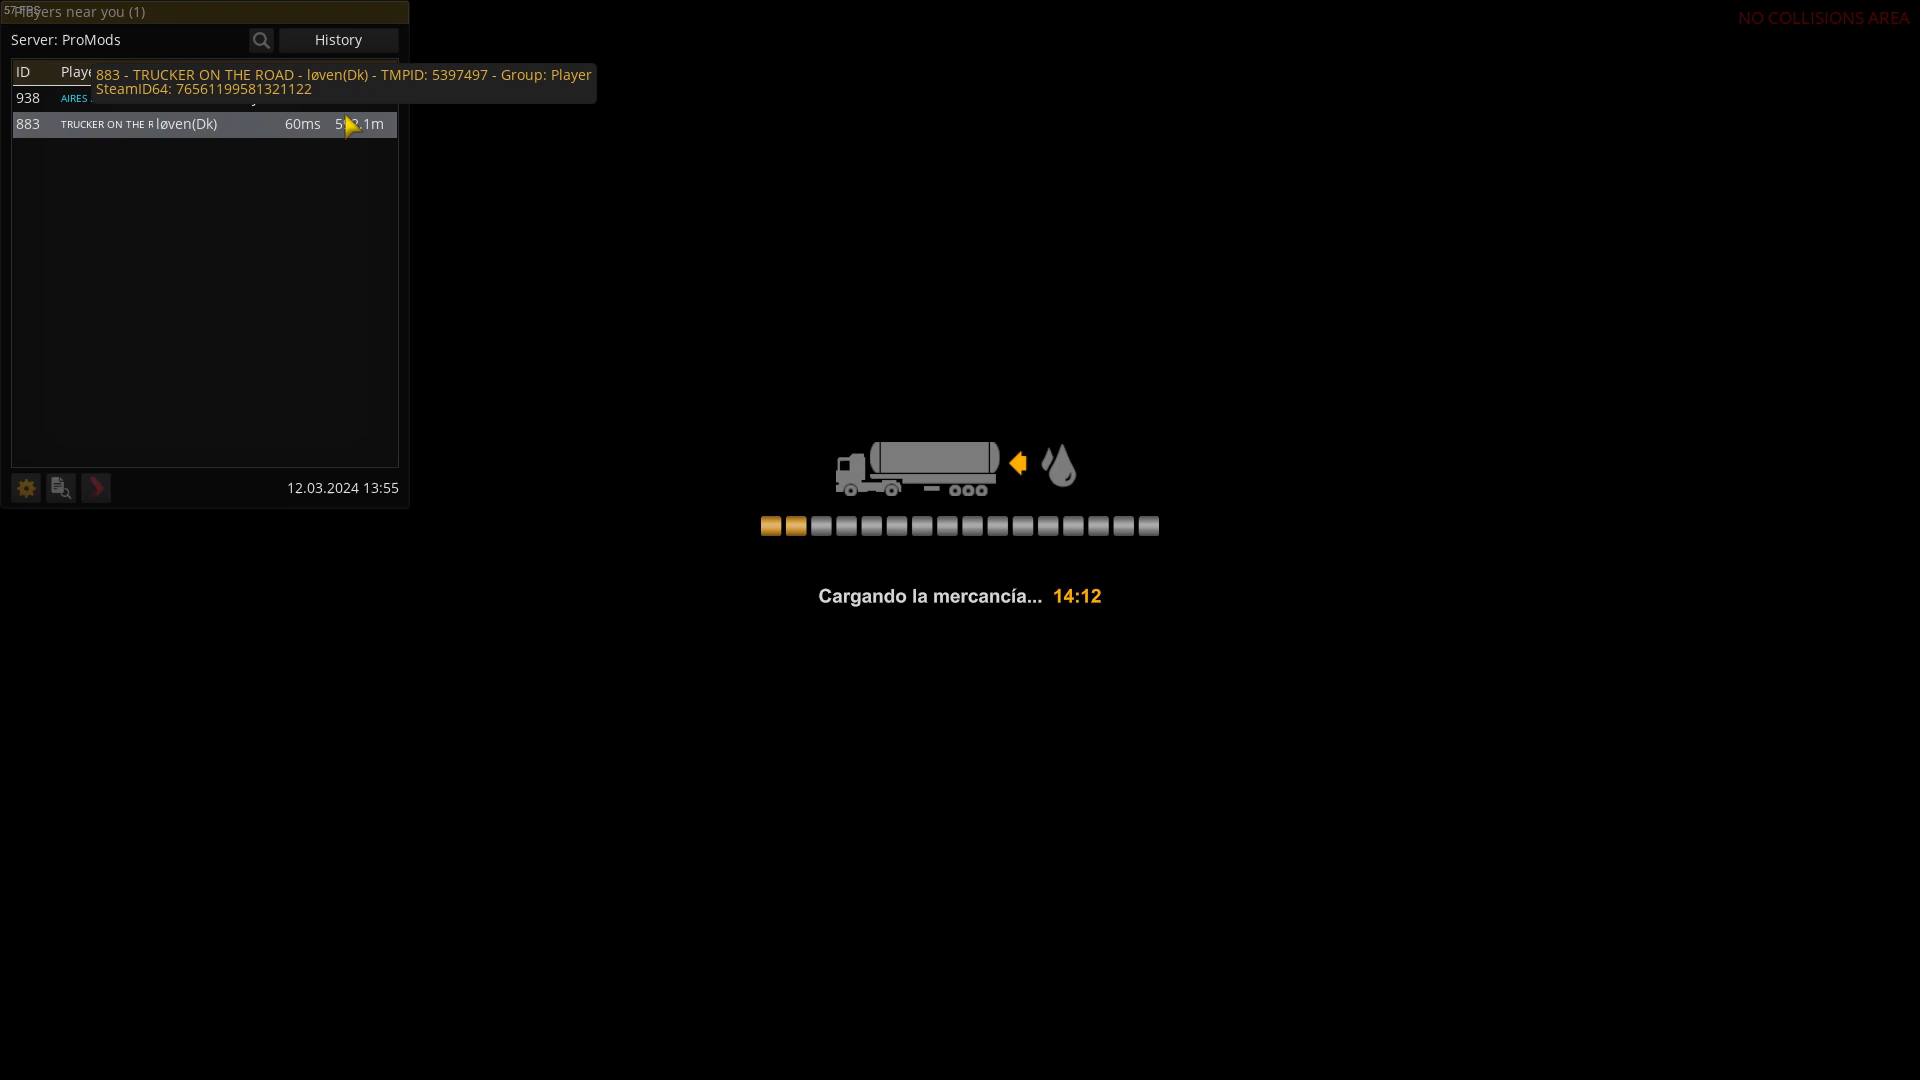 57 FPS
Players near you (1)
NO COLLISIONS AREA
Server: ProMods
History
ID
883 - TRUCKER ON THE ROAD - løven(Dk) - TMPID: 5397497 - Group: Player
SteamID64: 76561199581321122
938 AIRES
883 TRUCKER ON THE R løven(Dk) 60ms
12.03.2024 13:55
Cargando la mercancía... 14:12